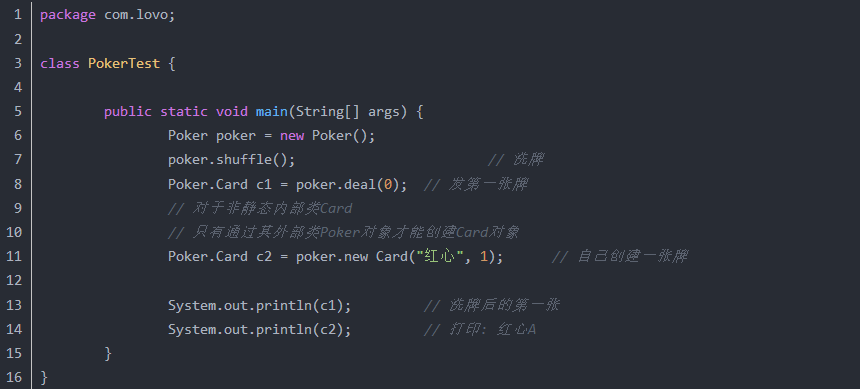 1 package com.lovo;
2
3 class PokerTest {
4
5 public static void main(String[] args) {
6 Poker poker = new Poker();
7 poker.shuffle(); // 洗牌
8 Poker.Card c1 = poker.deal(0); // 发第一张牌
9 // 对于非静态内部类Card
10 // 只有通过其外部类Poker对象才能创建Card对象
11 Poker.Card c2 = poker.new Card("红心", 1); // 自己创建一张牌
12
13 System.out.println(c1); // 洗牌后的第一张
14 System.out.println(c2); // 打印: 红心A
15 }
16 }